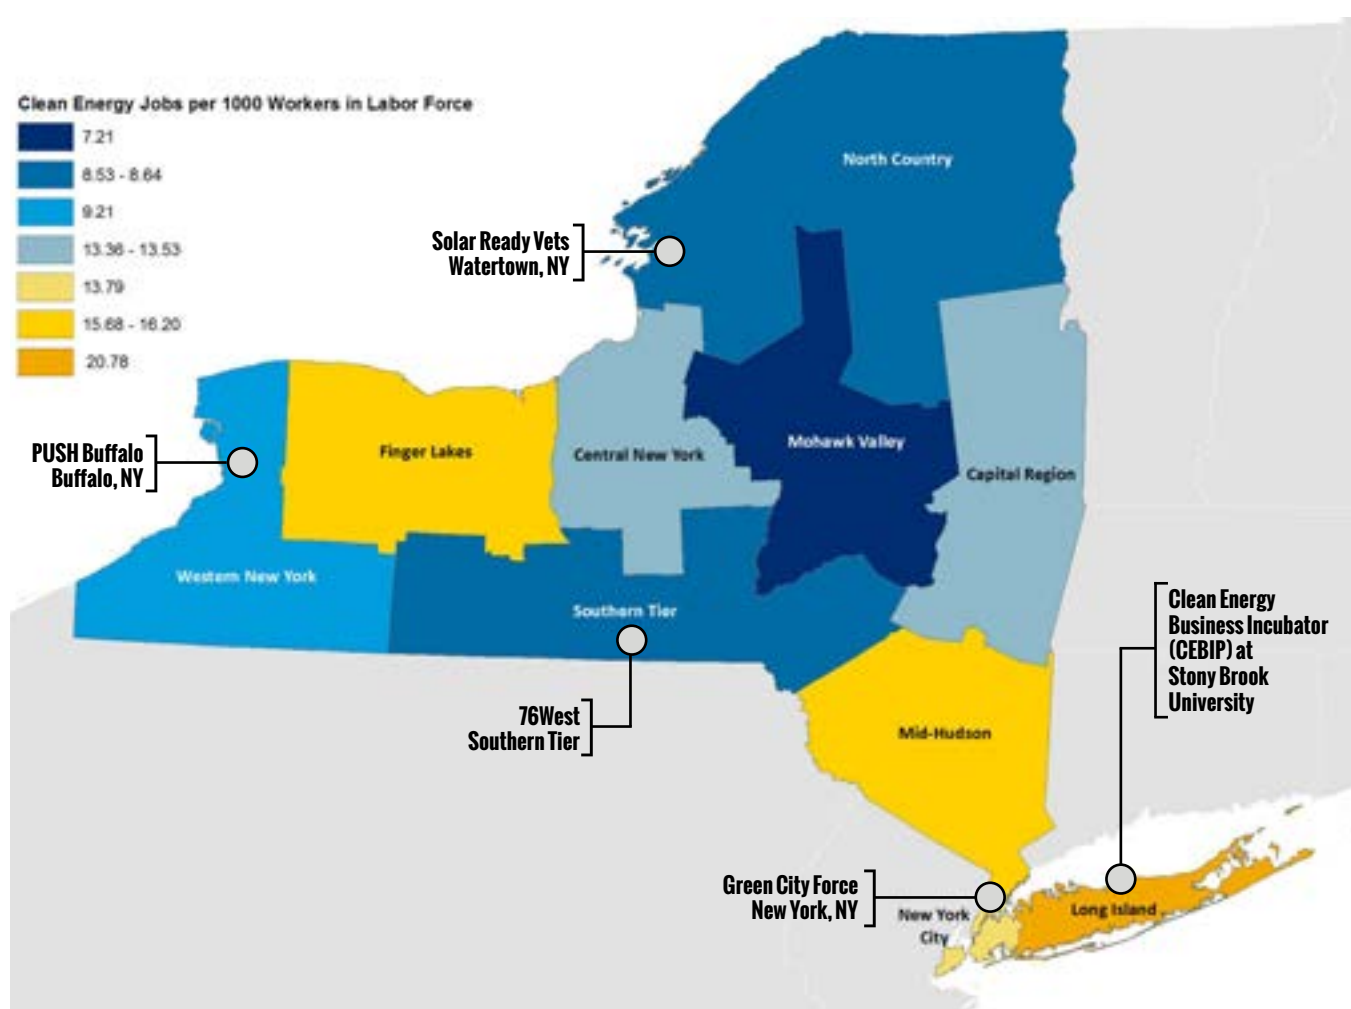 Clean Energy Jobs per 1000 Workers in Labor Force
7.21
8.53 - 8.64
9.21
13.36 - 13.53
13.79
15.68 - 16.20
20.78
North Country
Solar Ready Vets
Watertown, NY
Mohawk Valley
Finger Lakes
Central New York
Capital Region
PUSH Buffalo
Buffalo, NY
Western New York
Southern Tier
76West
Southern Tier
Clean Energy
Business Incubator
(CEBIP) at
Stony Brook
University
Mid-Hudson
Green City Force
New York, NY
New York
City
Long Island